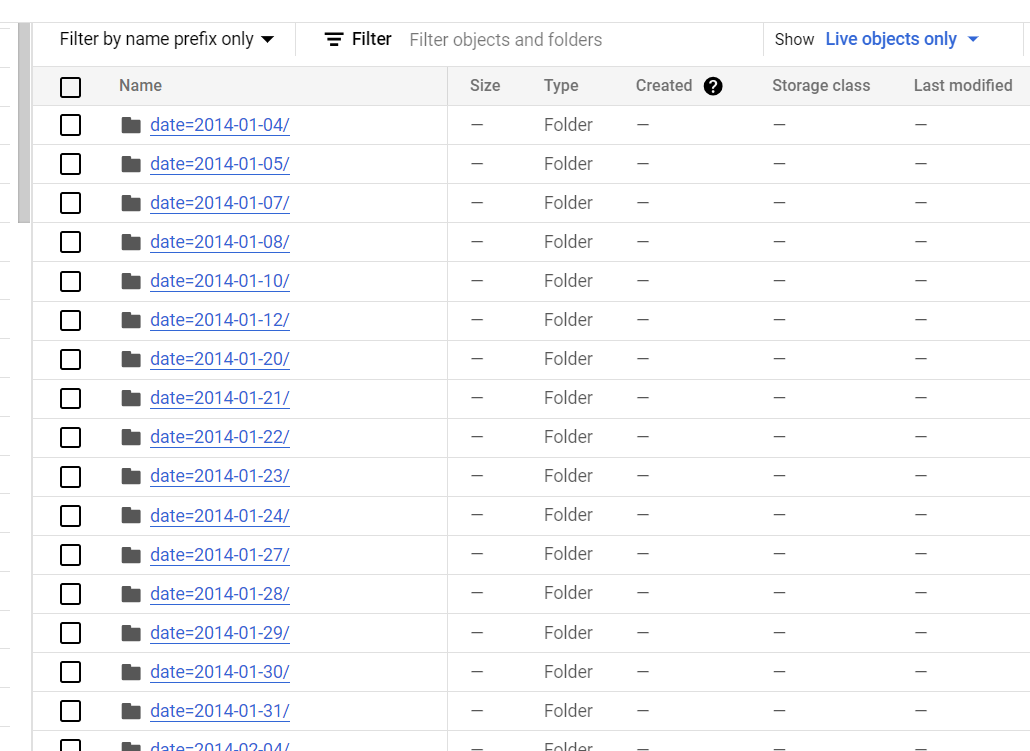 Filter by name prefix only Filter Filter objects and folders Show Live objects only
Name Size Type Created ? Storage class Last modified
date=2014-01-04/ — Folder — — —
date=2014-01-05/ — Folder — — —
date=2014-01-07/ — Folder — — —
date=2014-01-08/ — Folder — — —
date=2014-01-10/ — Folder — — —
date=2014-01-12/ — Folder — — —
date=2014-01-20/ — Folder — — —
date=2014-01-21/ — Folder — — —
date=2014-01-22/ — Folder — — —
date=2014-01-23/ — Folder — — —
date=2014-01-24/ — Folder — — —
date=2014-01-27/ — Folder — — —
date=2014-01-28/ — Folder — — —
date=2014-01-29/ — Folder — — —
date=2014-01-30/ — Folder — — —
date=2014-01-31/ — Folder — — —
date=2014-02-04/ Folder — — —